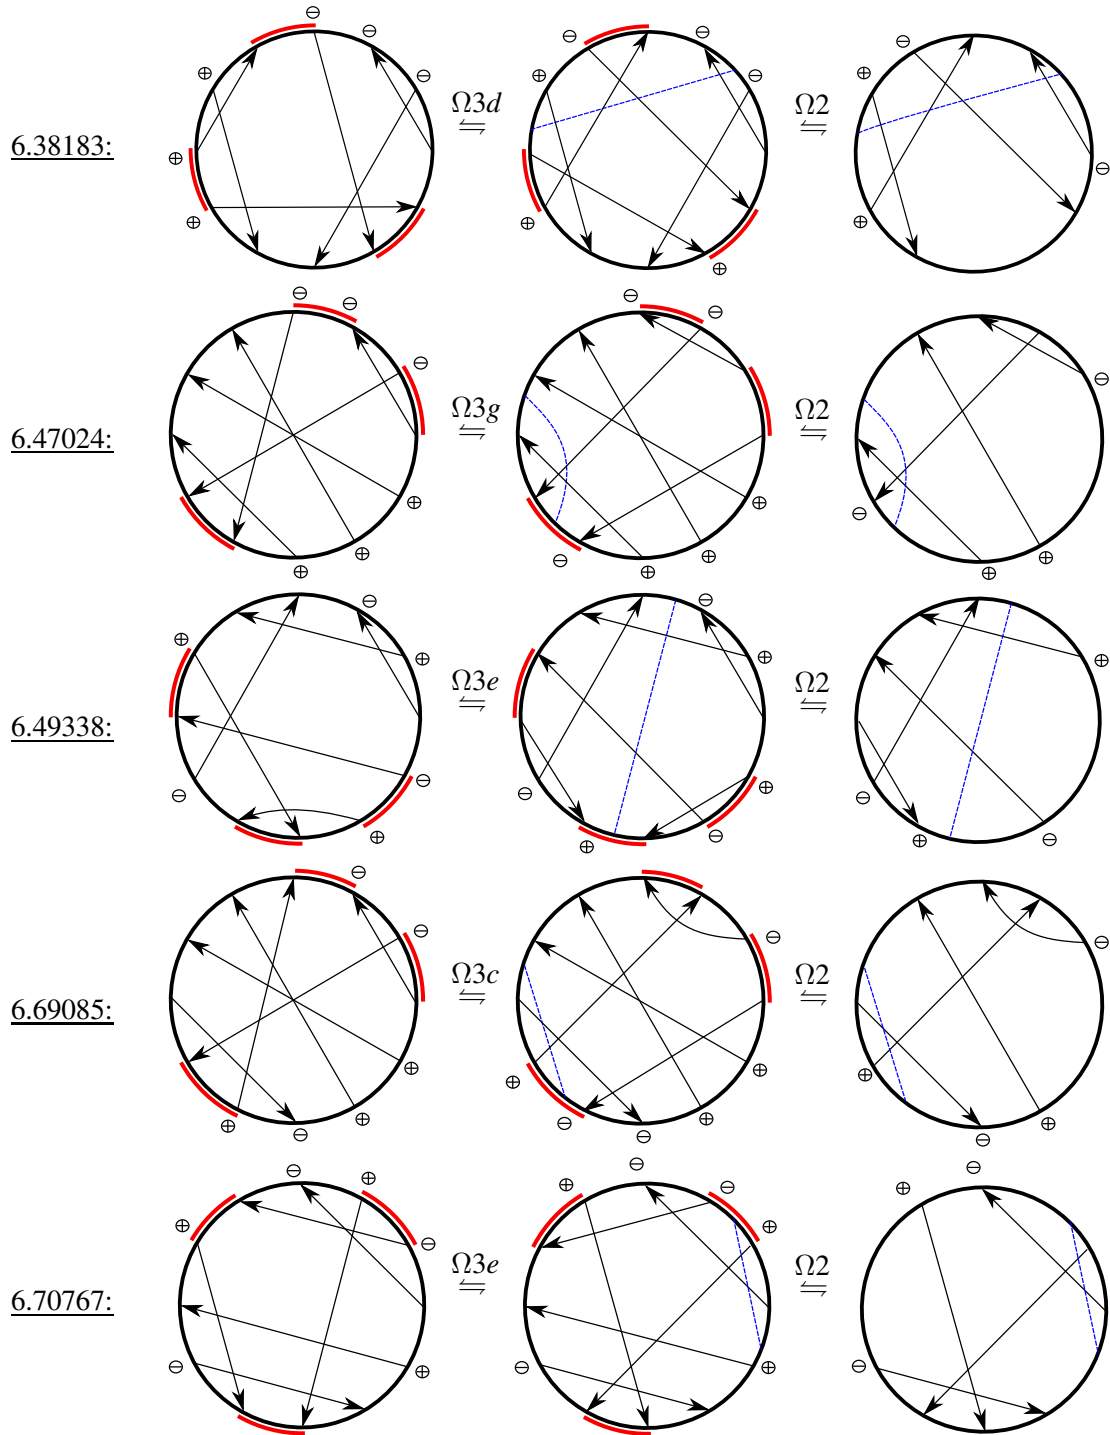 6.38183: Ω3d ⇋ Ω2 ⇋
⊖ ⊖ ⊖ ⊕ ⊕ ⊕
⊖ ⊖ ⊖ ⊕ ⊕ ⊕
⊖ ⊕ ⊖ ⊕
6.47024: Ω3g ⇋ Ω2 ⇋
⊖ ⊖ ⊖ ⊕ ⊕ ⊕
⊖ ⊖ ⊕ ⊖ ⊕ ⊕
⊖ ⊖ ⊕ ⊕
6.49338: Ω3e ⇋ Ω2 ⇋
⊖ ⊕ ⊕ ⊖ ⊖ ⊕
⊖ ⊕ ⊖ ⊕ ⊕ ⊖
⊕ ⊖ ⊕ ⊖
6.69085: Ω3c ⇋ Ω2 ⇋
⊖ ⊖ ⊕ ⊕ ⊕ ⊖
⊖ ⊕ ⊕ ⊖ ⊕ ⊖
⊖ ⊕ ⊕ ⊖
6.70767: Ω3e ⇋ Ω2 ⇋
⊖ ⊕ ⊕ ⊖ ⊖ ⊕
⊖ ⊕ ⊖ ⊕ ⊖ ⊕
⊖ ⊕ ⊖